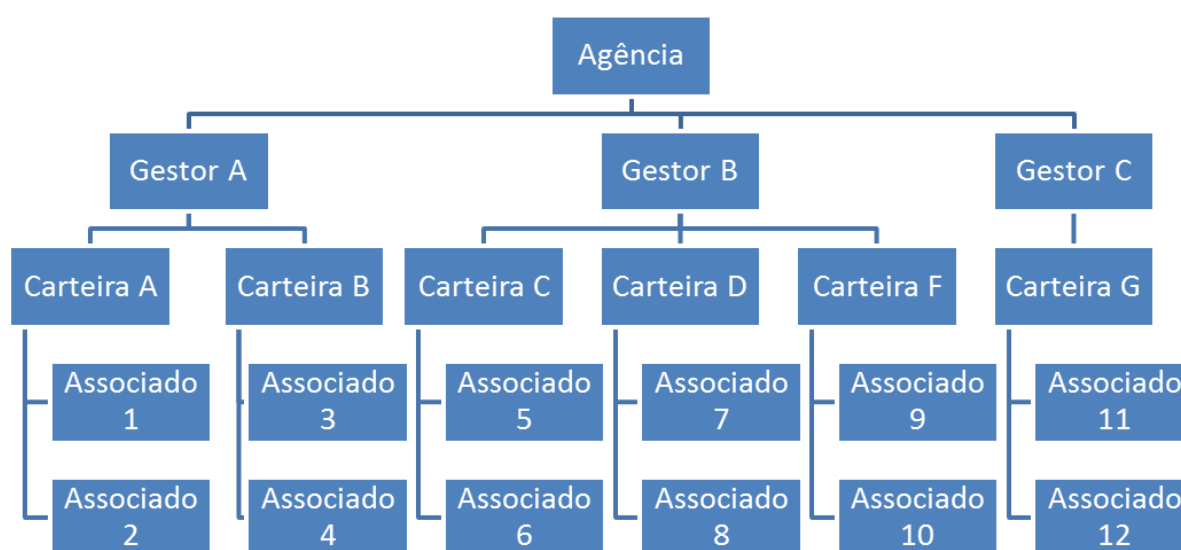 Agência
Gestor A
Gestor B
Gestor C
Carteira A
Carteira B
Carteira C
Carteira D
Carteira F
Carteira G
Associado
1
Associado
3
Associado
5
Associado
7
Associado
9
Associado
11
Associado
2
Associado
4
Associado
6
Associado
8
Associado
10
Associado
12